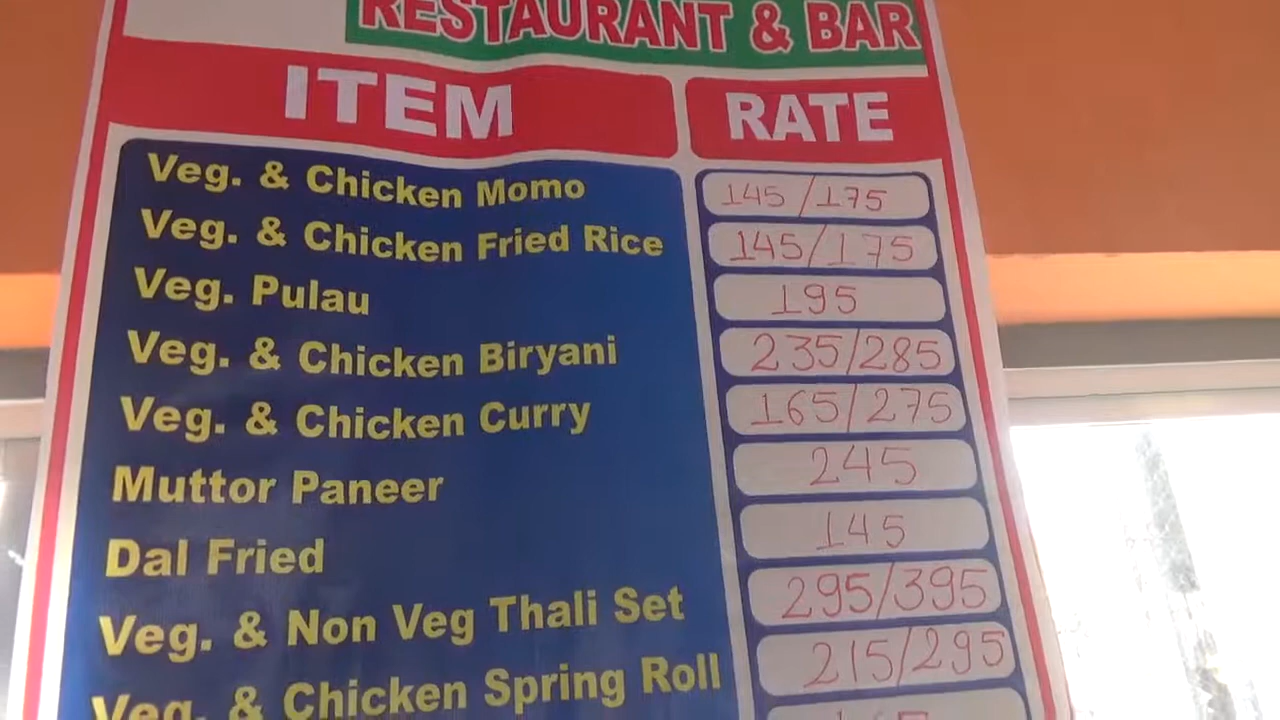 RESTAURANT & BAR
ITEM RATE
Veg. & Chicken Momo 145/175
Veg. & Chicken Fried Rice 145/175
Veg. Pulau 195
Veg. & Chicken Biryani 235/285
Veg. & Chicken Curry 165/275
Muttor Paneer 245
Dal Fried 145
Veg. & Non Veg Thali Set 295/395
Veg. & Chicken Spring Roll 215/295